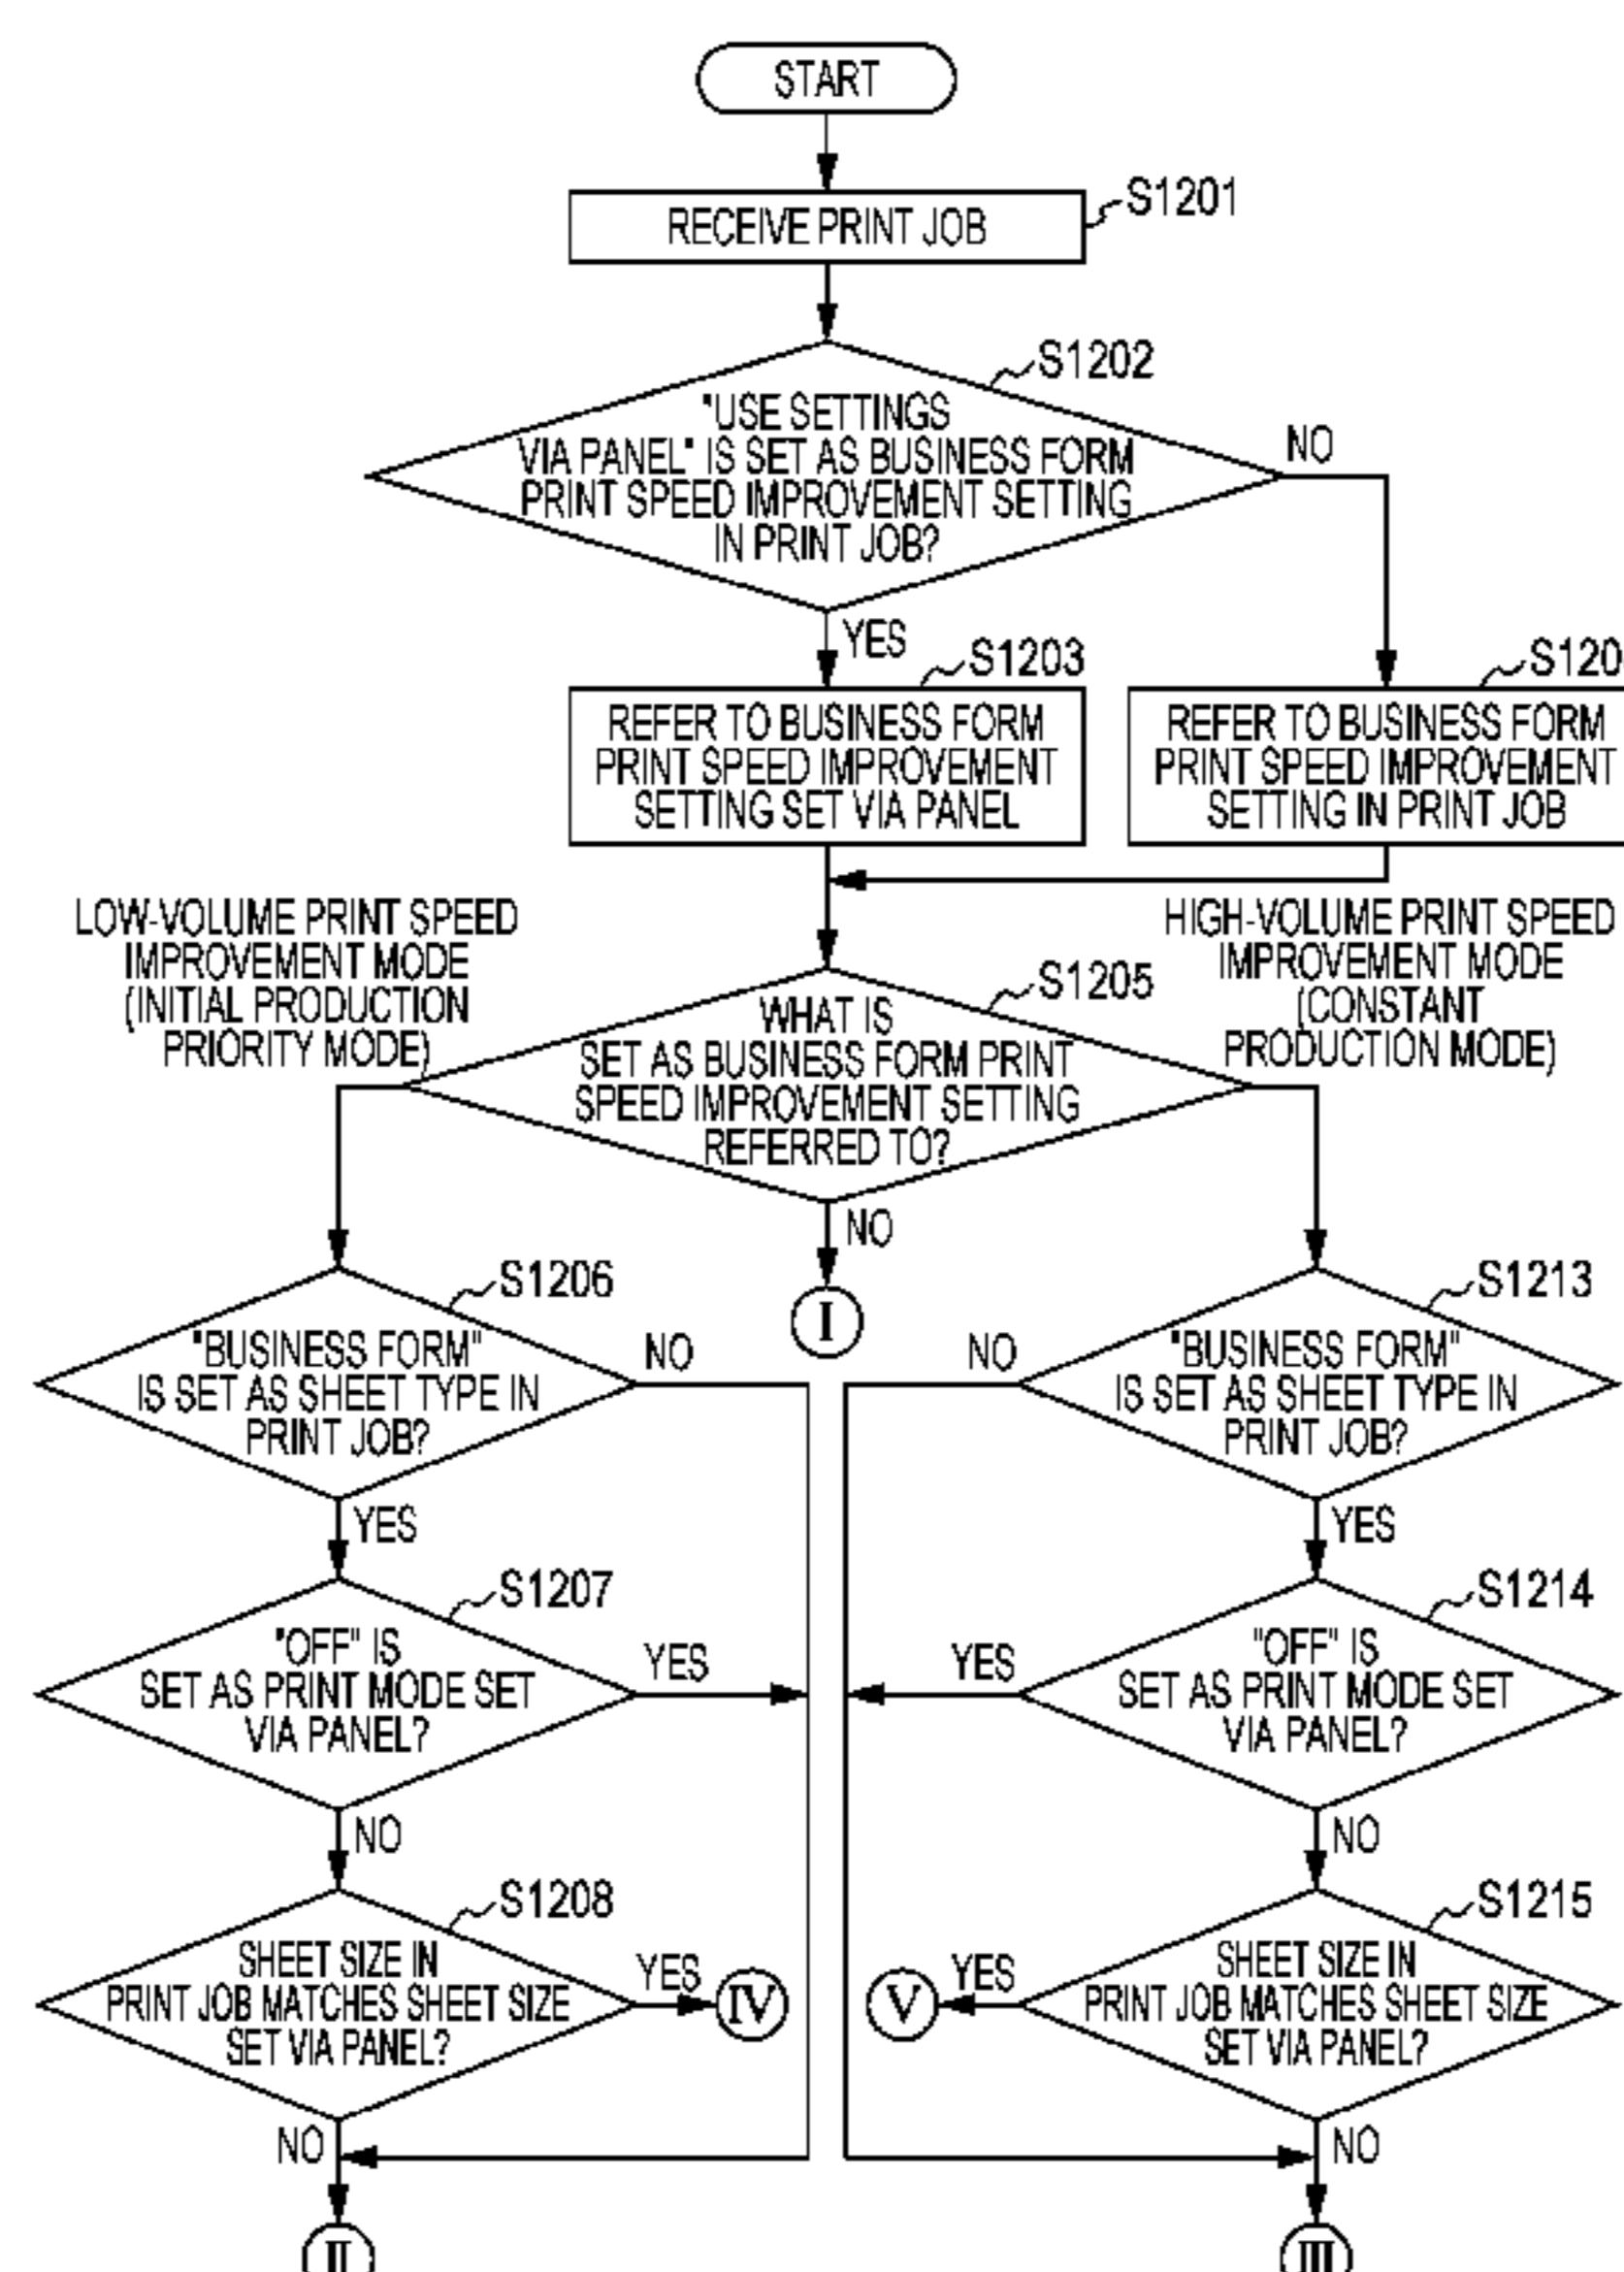 START
S1201
RECEIVE PRINT JOB
S1202
"USE SETTINGS
VIA PANEL" IS SET AS BUSINESS FORM
PRINT SPEED IMPROVEMENT SETTING
IN PRINT JOB?
NO
YES
S1203
REFER TO BUSINESS FORM
PRINT SPEED IMPROVEMENT
SETTING SET VIA PANEL
S120
REFER TO BUSINESS FORM
PRINT SPEED IMPROVEMENT
SETTING IN PRINT JOB
LOW-VOLUME PRINT SPEED
IMPROVEMENT MODE
(INITIAL PRODUCTION
PRIORITY MODE)
HIGH-VOLUME PRINT SPEED
IMPROVEMENT MODE
(CONSTANT
PRODUCTION MODE)
S1205
WHAT IS
SET AS BUSINESS FORM PRINT
SPEED IMPROVEMENT SETTING
REFERRED TO?
NO
I
S1206
"BUSINESS FORM"
IS SET AS SHEET TYPE IN
PRINT JOB?
NO
YES
S1213
"BUSINESS FORM"
IS SET AS SHEET TYPE IN
PRINT JOB?
NO
YES
S1207
"OFF" IS
SET AS PRINT MODE SET
VIA PANEL?
YES
NO
S1214
"OFF" IS
SET AS PRINT MODE SET
VIA PANEL?
YES
NO
S1208
SHEET SIZE IN
PRINT JOB MATCHES SHEET SIZE
SET VIA PANEL?
YES
IV
NO
S1215
SHEET SIZE IN
PRINT JOB MATCHES SHEET SIZE
SET VIA PANEL?
YES
V
NO
II
III